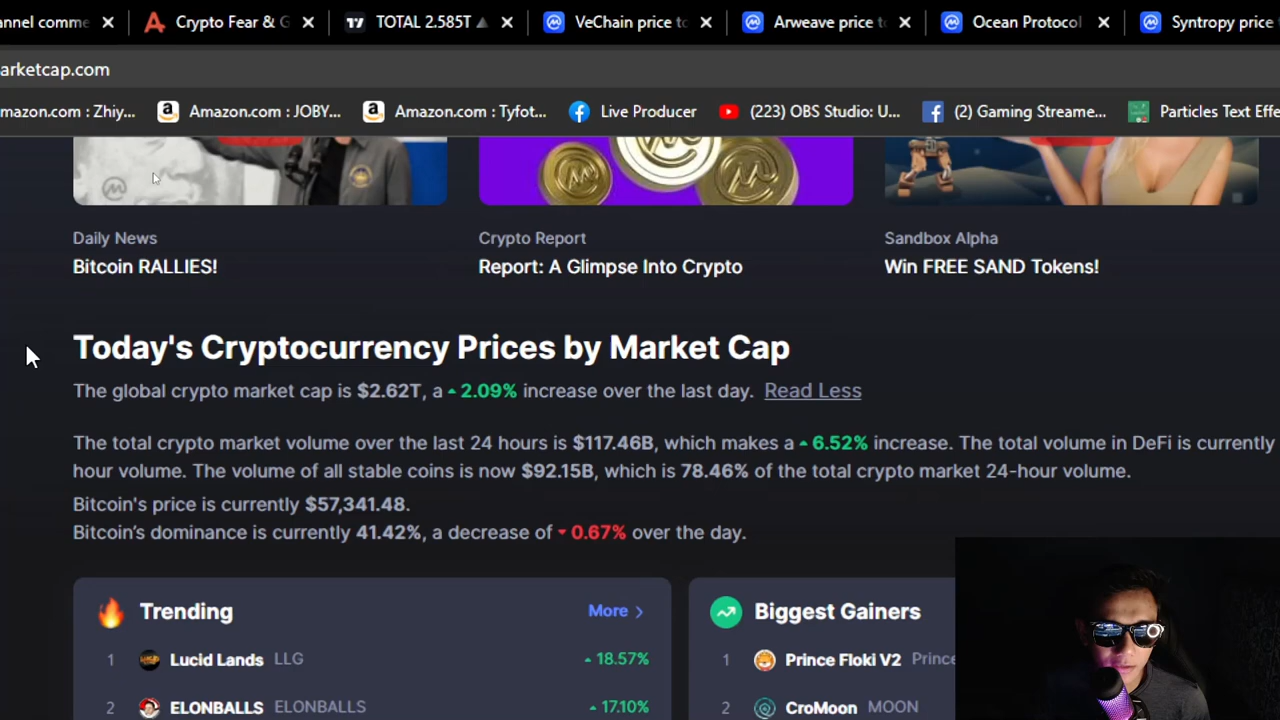 nnel comme
Crypto Fear & G
TOTAL 2.585T
VeChain price to
Arweave price to
Ocean Protocol
Syntropy price
arketcap.com
mazon.com : Zhiy...
Amazon.com : JOBY...
Amazon.com : Tyfot...
Live Producer
(223) OBS Studio: U...
(2) Gaming Streame...
Particles Text Effe
Daily News
Bitcoin RALLIES!
Crypto Report
Report: A Glimpse Into Crypto
Sandbox Alpha
Win FREE SAND Tokens!
Today's Cryptocurrency Prices by Market Cap
The global crypto market cap is $2.62T, a 2.09% increase over the last day. Read Less
The total crypto market volume over the last 24 hours is $117.46B, which makes a 6.52% increase. The total volume in DeFi is currently
hour volume. The volume of all stable coins is now $92.15B, which is 78.46% of the total crypto market 24-hour volume.
Bitcoin's price is currently $57,341.48.
Bitcoin's dominance is currently 41.42%, a decrease of 0.67% over the day.
Trending
More
1 Lucid Lands LLG 18.57%
2 ELONBALLS ELONBALLS 17.10%
Biggest Gainers
1 Prince Floki V2 Prince
2 CroMoon MOON